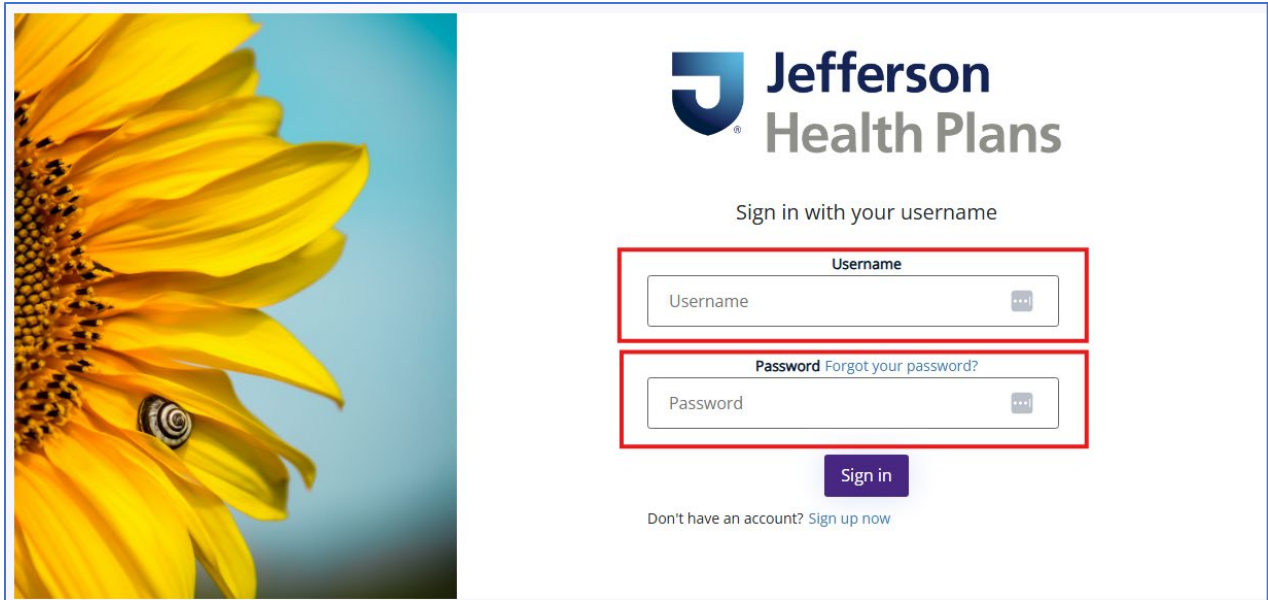 Jefferson
Health Plans
®
Sign in with your username
Username
Username
Password Forgot your password?
Password
Sign in
Don't have an account? Sign up now